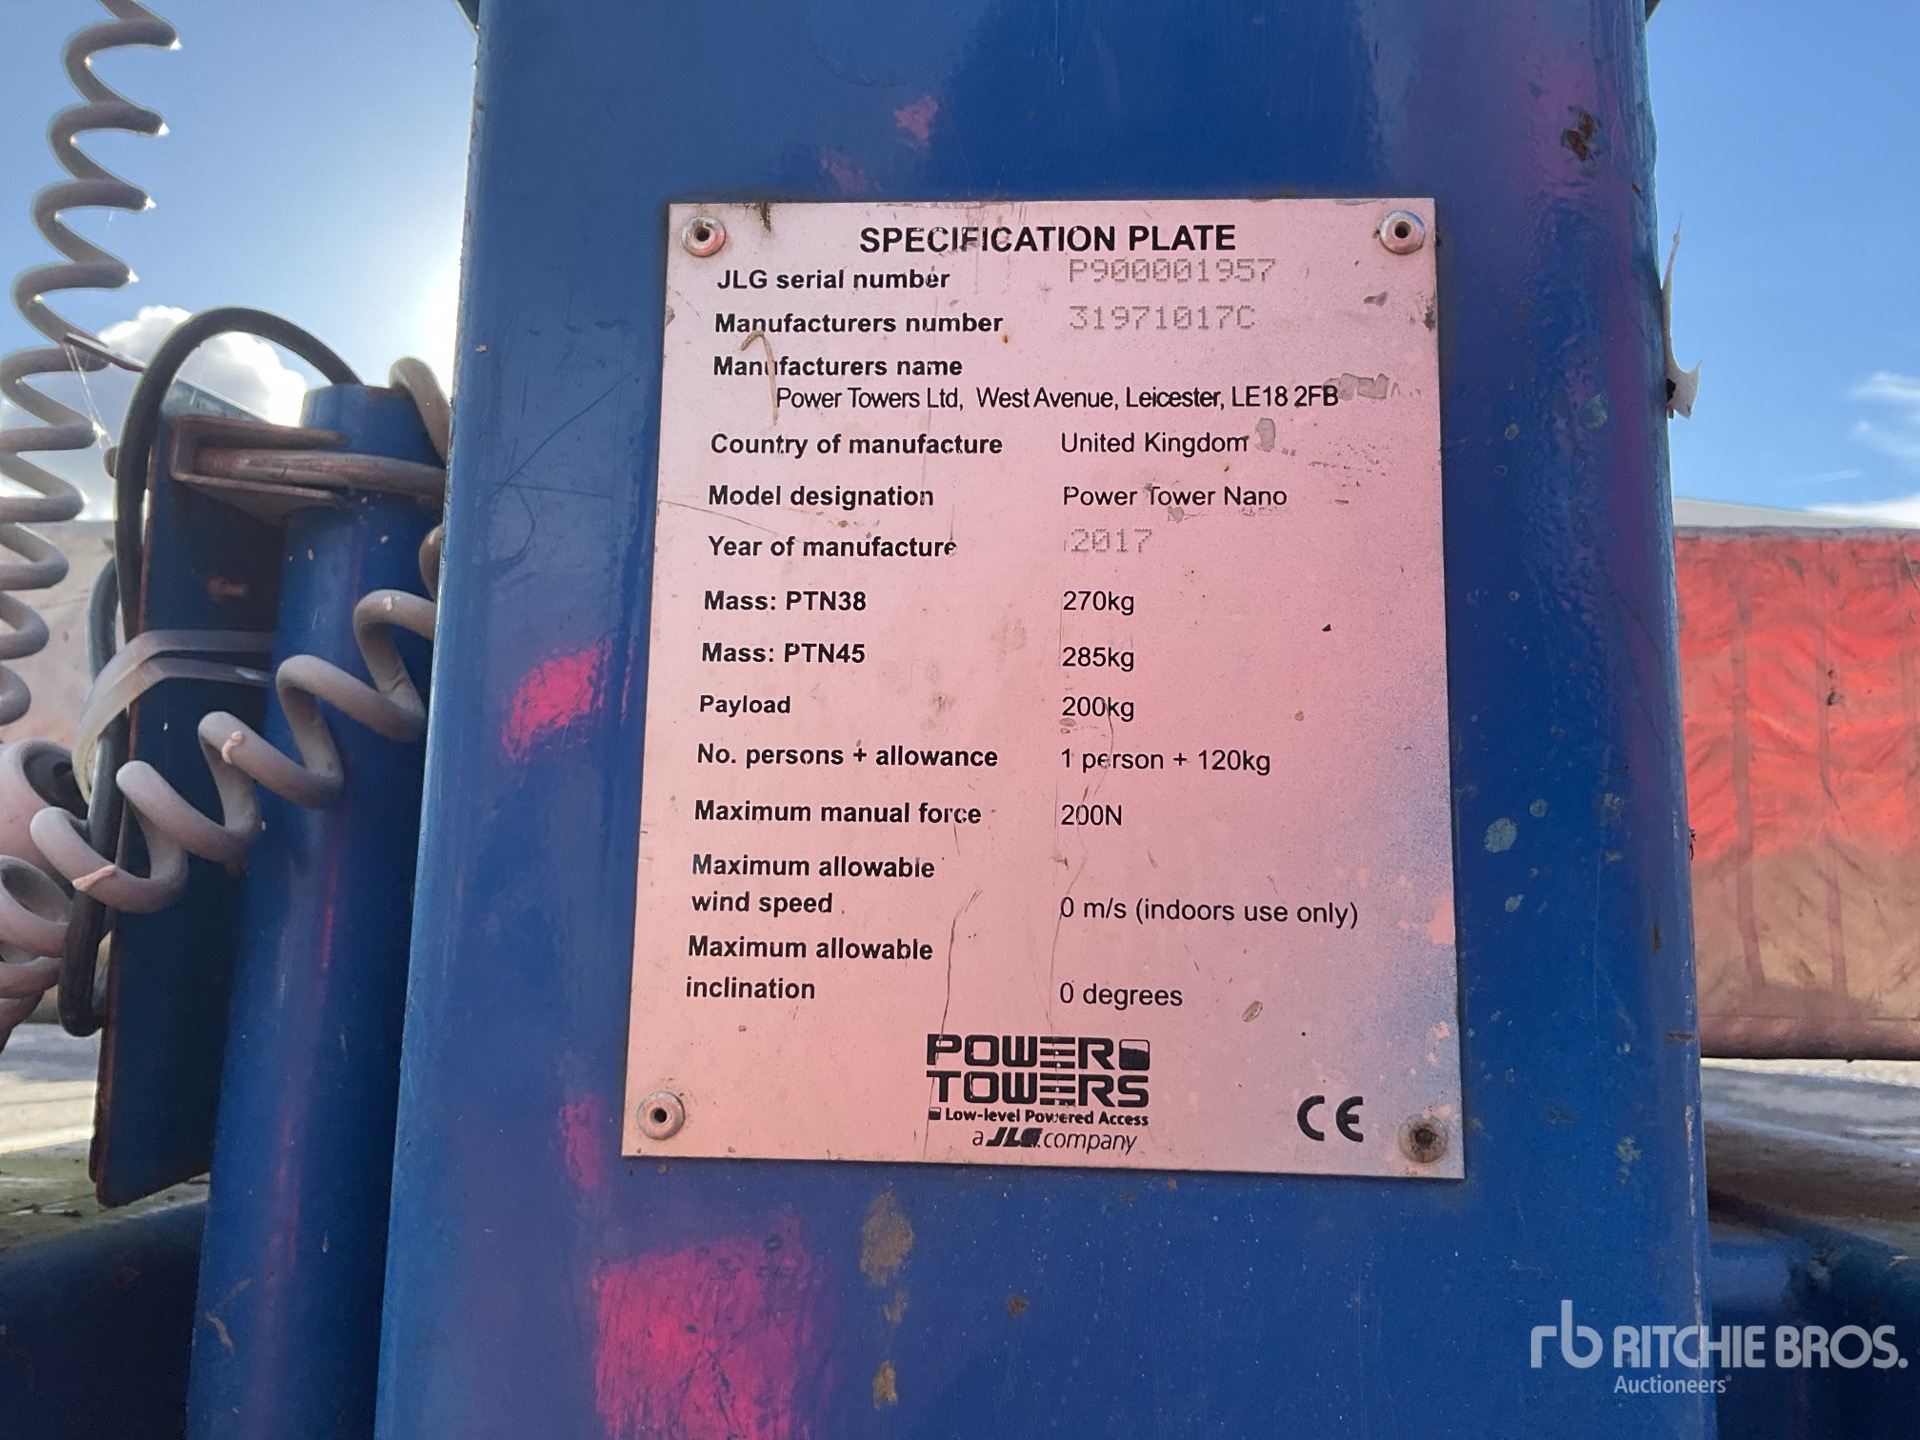 SPECIFICATION PLATE
JLG serial number P900001957
Manufacturers number 31971017C
Manufacturers name
Power Towers Ltd, West Avenue, Leicester, LE18 2FB
Country of manufacture United Kingdom
Model designation Power Tower Nano
Year of manufacture 2017
Mass: PTN38 270kg
Mass: PTN45 285kg
Payload 200kg
No. persons + allowance 1 person + 120kg
Maximum manual force 200N
Maximum allowable
wind speed 0 m/s (indoors use only)
Maximum allowable
inclination 0 degrees
POWER
TOWERS
Low-level Powered Access
a JLG company
CE
rb RITCHIE BROS.
Auctioneers